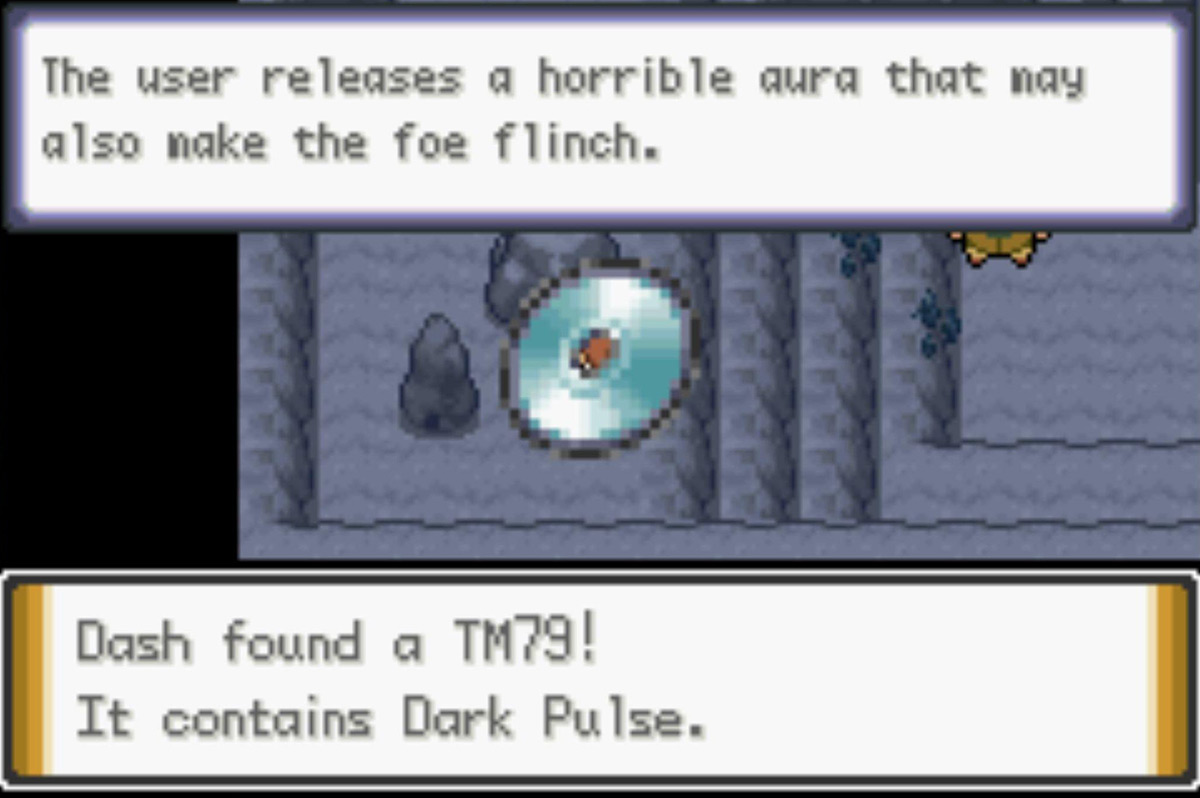 The user releases a horrible aura that may
also make the foe flinch.
Dash found a TM79!
It contains Dark Pulse.